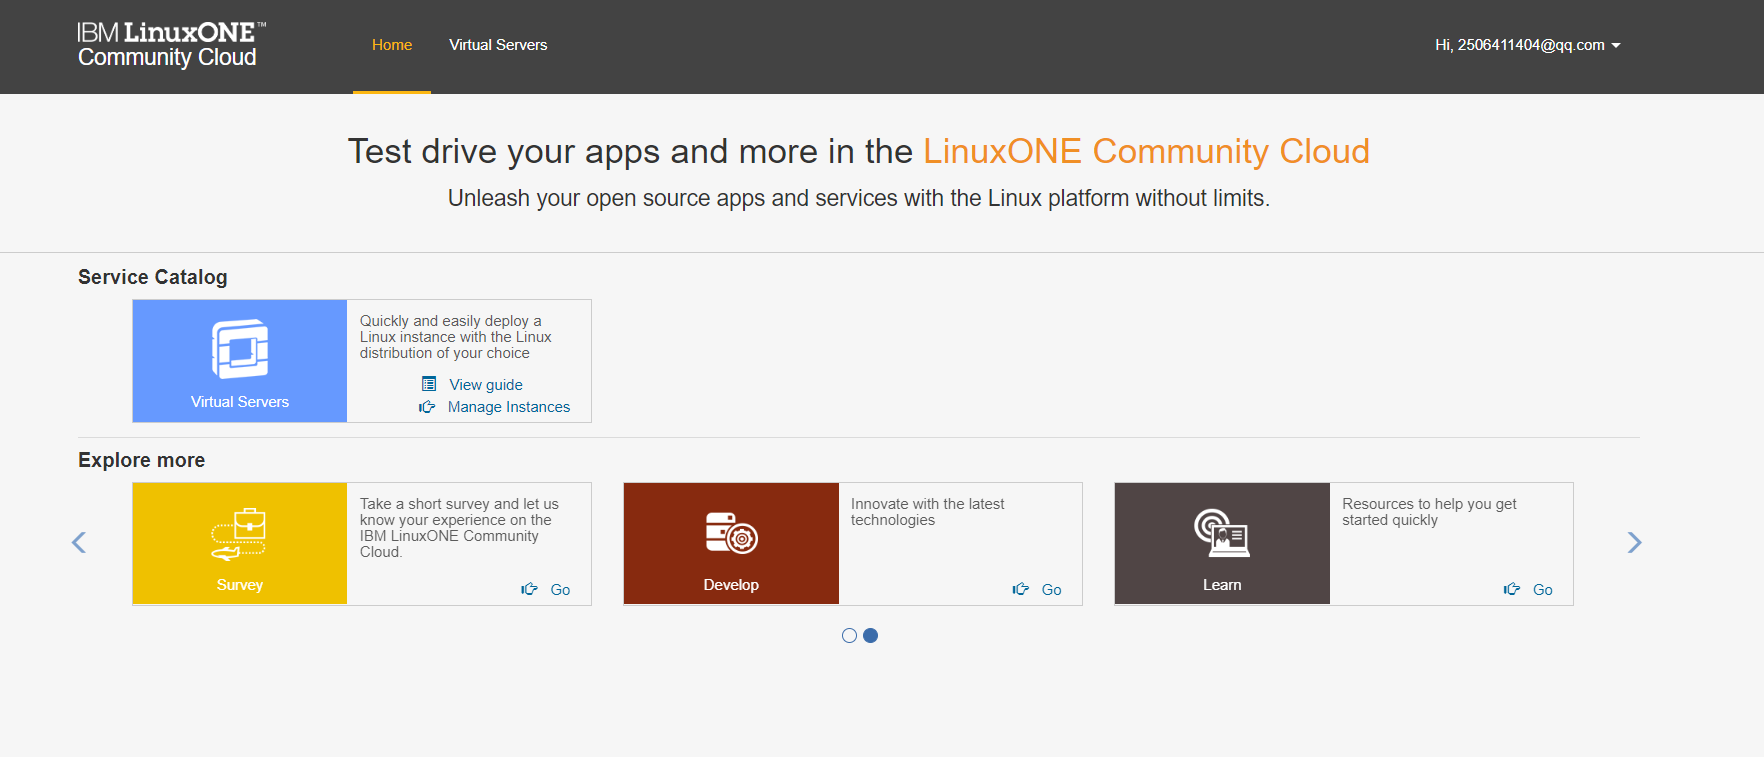 IBM LinuxONE™
Community Cloud
Home
Virtual Servers
Hi, 2506411404@qq.com
Test drive your apps and more in the LinuxONE Community Cloud
Unleash your open source apps and services with the Linux platform without limits.
Service Catalog
Virtual Servers
Quickly and easily deploy a
Linux instance with the Linux
distribution of your choice
View guide
Manage Instances
Explore more
Survey
Take a short survey and let us
know your experience on the
IBM LinuxONE Community
Cloud.
Go
Develop
Innovate with the latest
technologies
Go
Learn
Resources to help you get
started quickly
Go